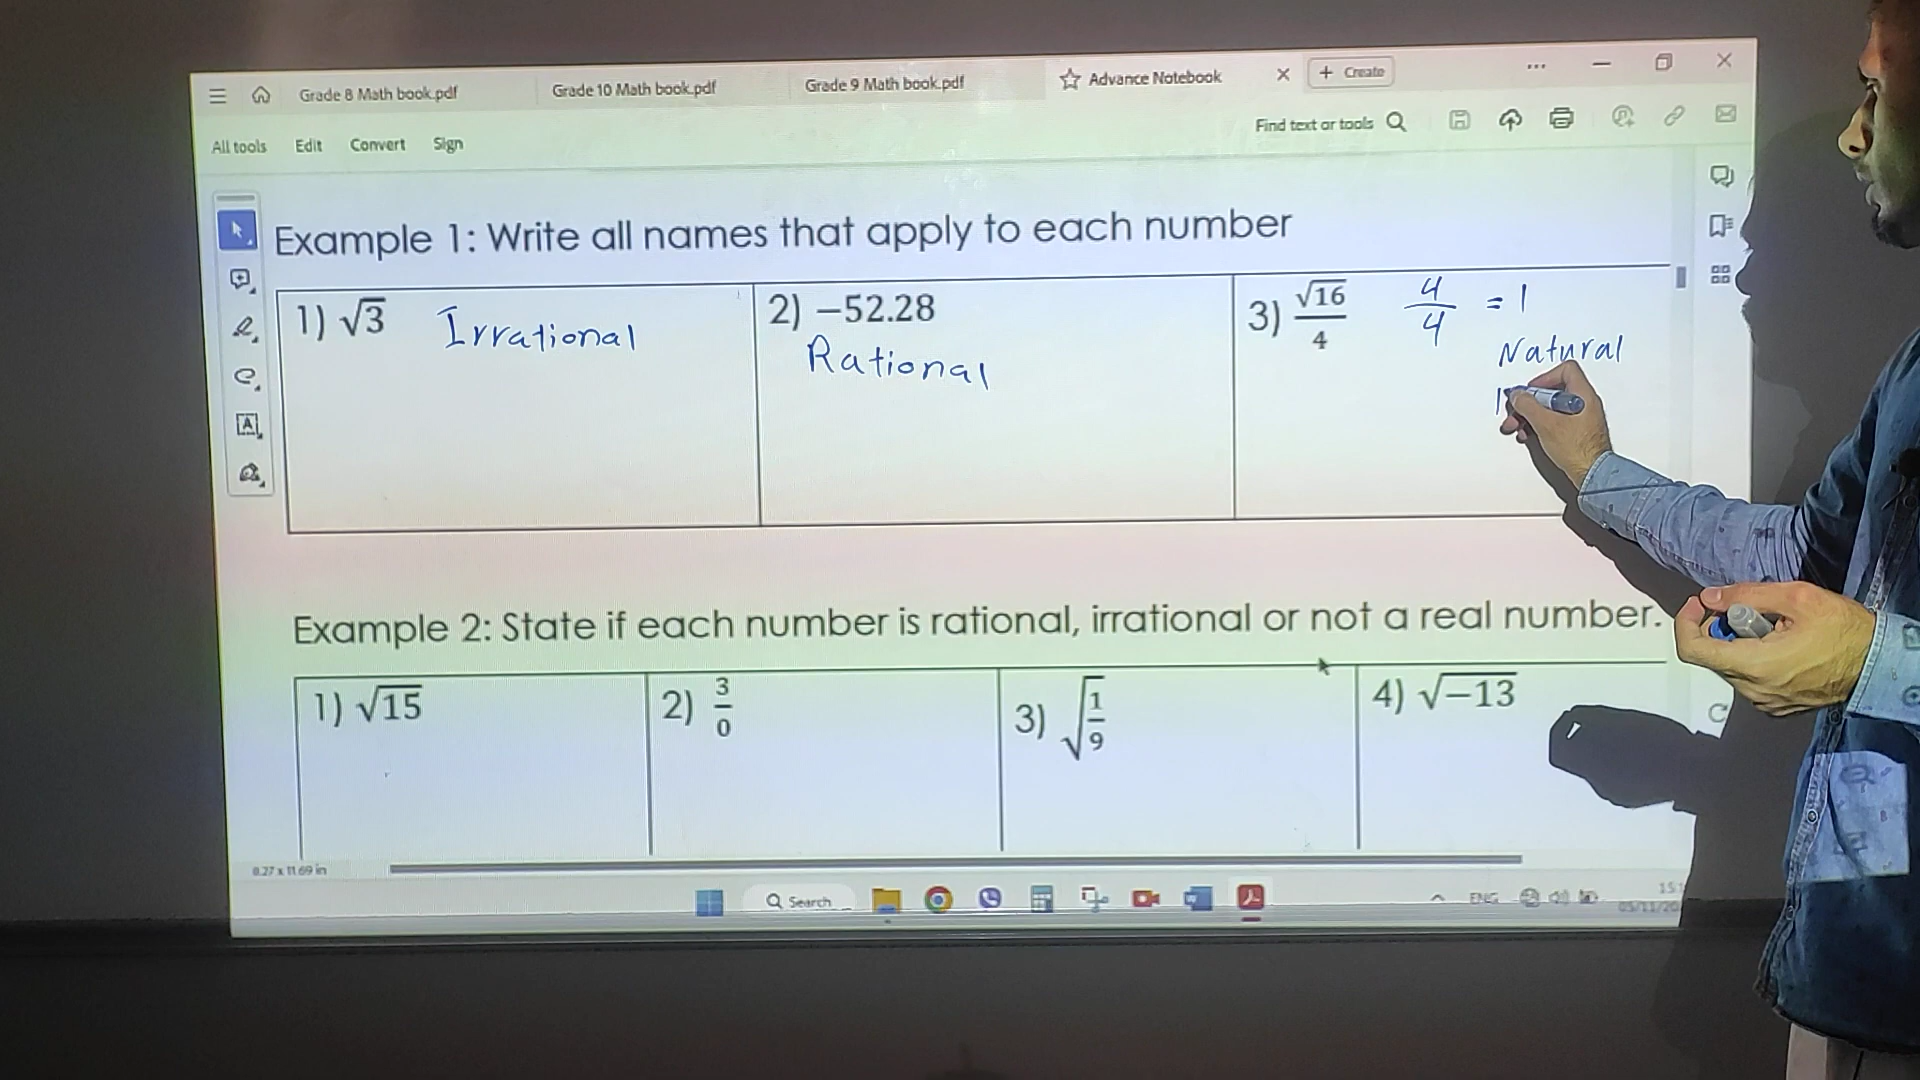 Grade 8 Math book.pdf Grade 10 Math book.pdf Grade 9 Math book.pdf Advance Notebook + Create
All tools Edit Convert Sign Find text or tools
Example 1: Write all names that apply to each number
1) √3 Irrational
2) −52.28
Rational
3) √16/4 4/4 = 1
Natural
Example 2: State if each number is rational, irrational or not a real number.
1) √15
2) 3/0
3) √1/9
4) √−13
8.27 x 11.69 in
Search
ENG